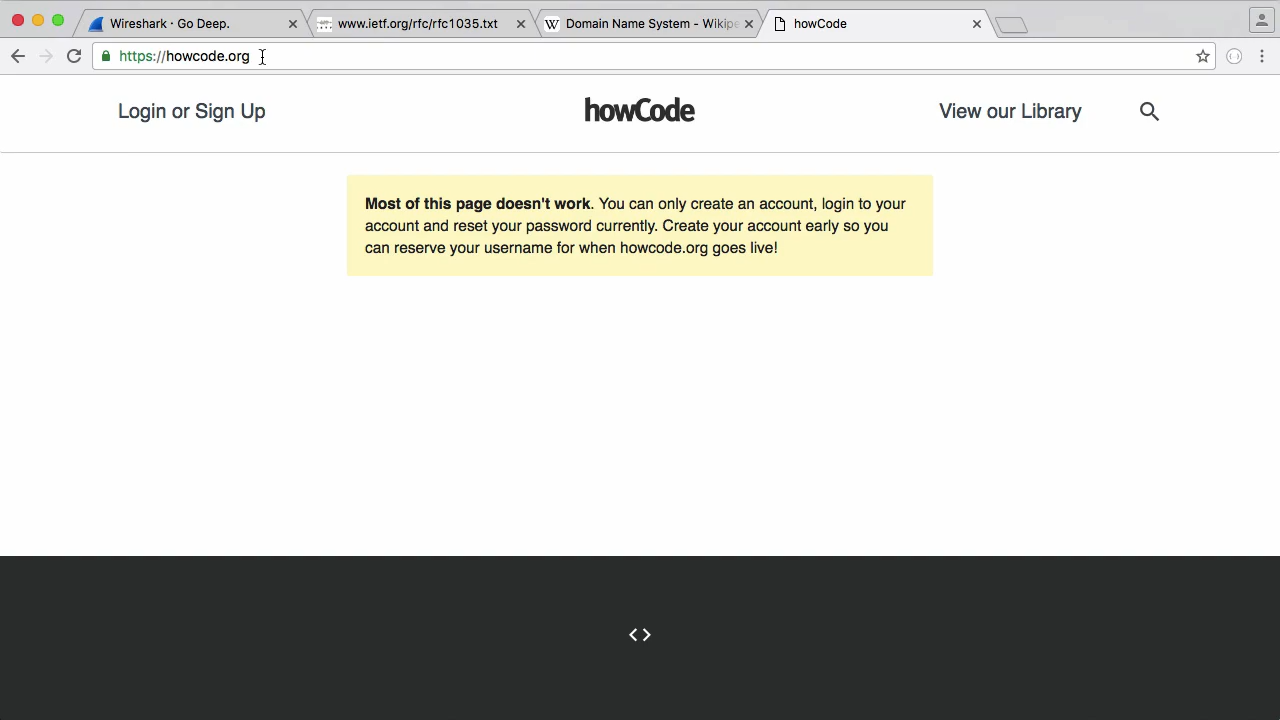 Wireshark · Go Deep.
www.ietf.org/rfc/rfc1035.txt
Domain Name System - Wikip
howCode
https://howcode.org
Login or Sign Up
howCode
View our Library
Most of this page doesn't work. You can only create an account, login to your
account and reset your password currently. Create your account early so you
can reserve your username for when howcode.org goes live!